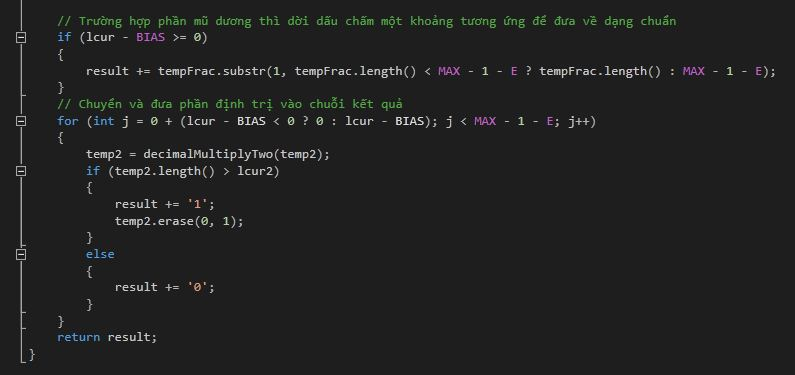 // Trường hợp phần mũ dương thì dời dấu chấm một khoảng tương ứng để đưa về dạng chuẩn
if (lcur - BIAS >= 0)
{
result += tempFrac.substr(1, tempFrac.length() < MAX - 1 - E ? tempFrac.length() : MAX - 1 - E);
}
// Chuyển và đưa phần định trị vào chuỗi kết quả
for (int j = 0 + (lcur - BIAS < 0 ? 0 : lcur - BIAS); j < MAX - 1 - E; j++)
{
temp2 = decimalMultiplyTwo(temp2);
if (temp2.length() > lcur2)
{
result += '1';
temp2.erase(0, 1);
}
else
{
result += '0';
}
}
return result;
}